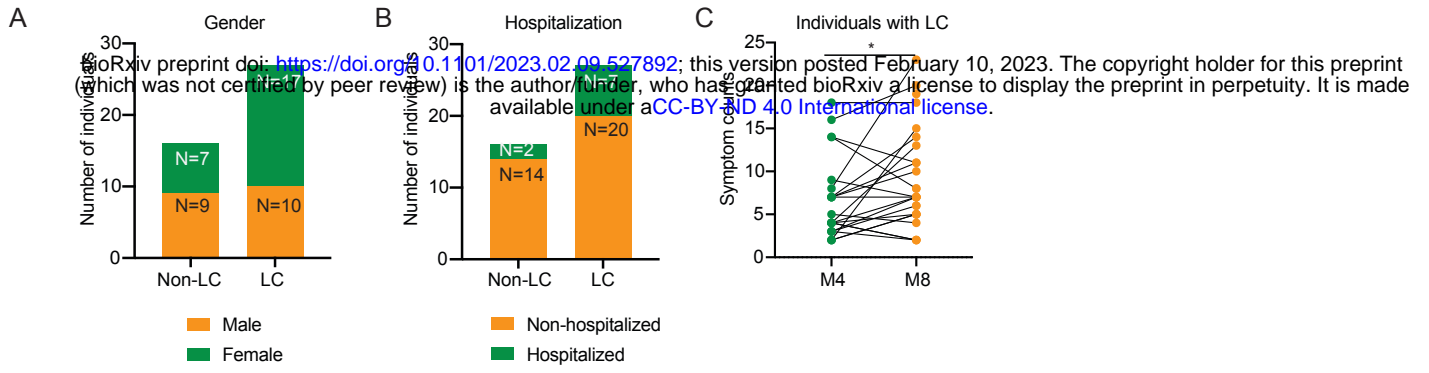 A
B
C
Gender
Hospitalization
Individuals with LC
bioRxiv preprint doi: https://doi.org/10.1101/2023.02.09.527892; this version posted February 10, 2023. The copyright holder for this preprint
(which was not certified by peer review) is the author/funder, who has granted bioRxiv a license to display the preprint in perpetuity. It is made
available under aCC-BY-ND 4.0 International license.
Number of individuals
30
20
10
0
N=7
N=9
N=17
N=10
Non-LC
LC
Male
Female
Number of individuals
30
20
10
0
N=2
N=14
N=7
N=20
Non-LC
LC
Non-hospitalized
Hospitalized
Symptom counts
25
20
15
10
5
0
*
M4
M8